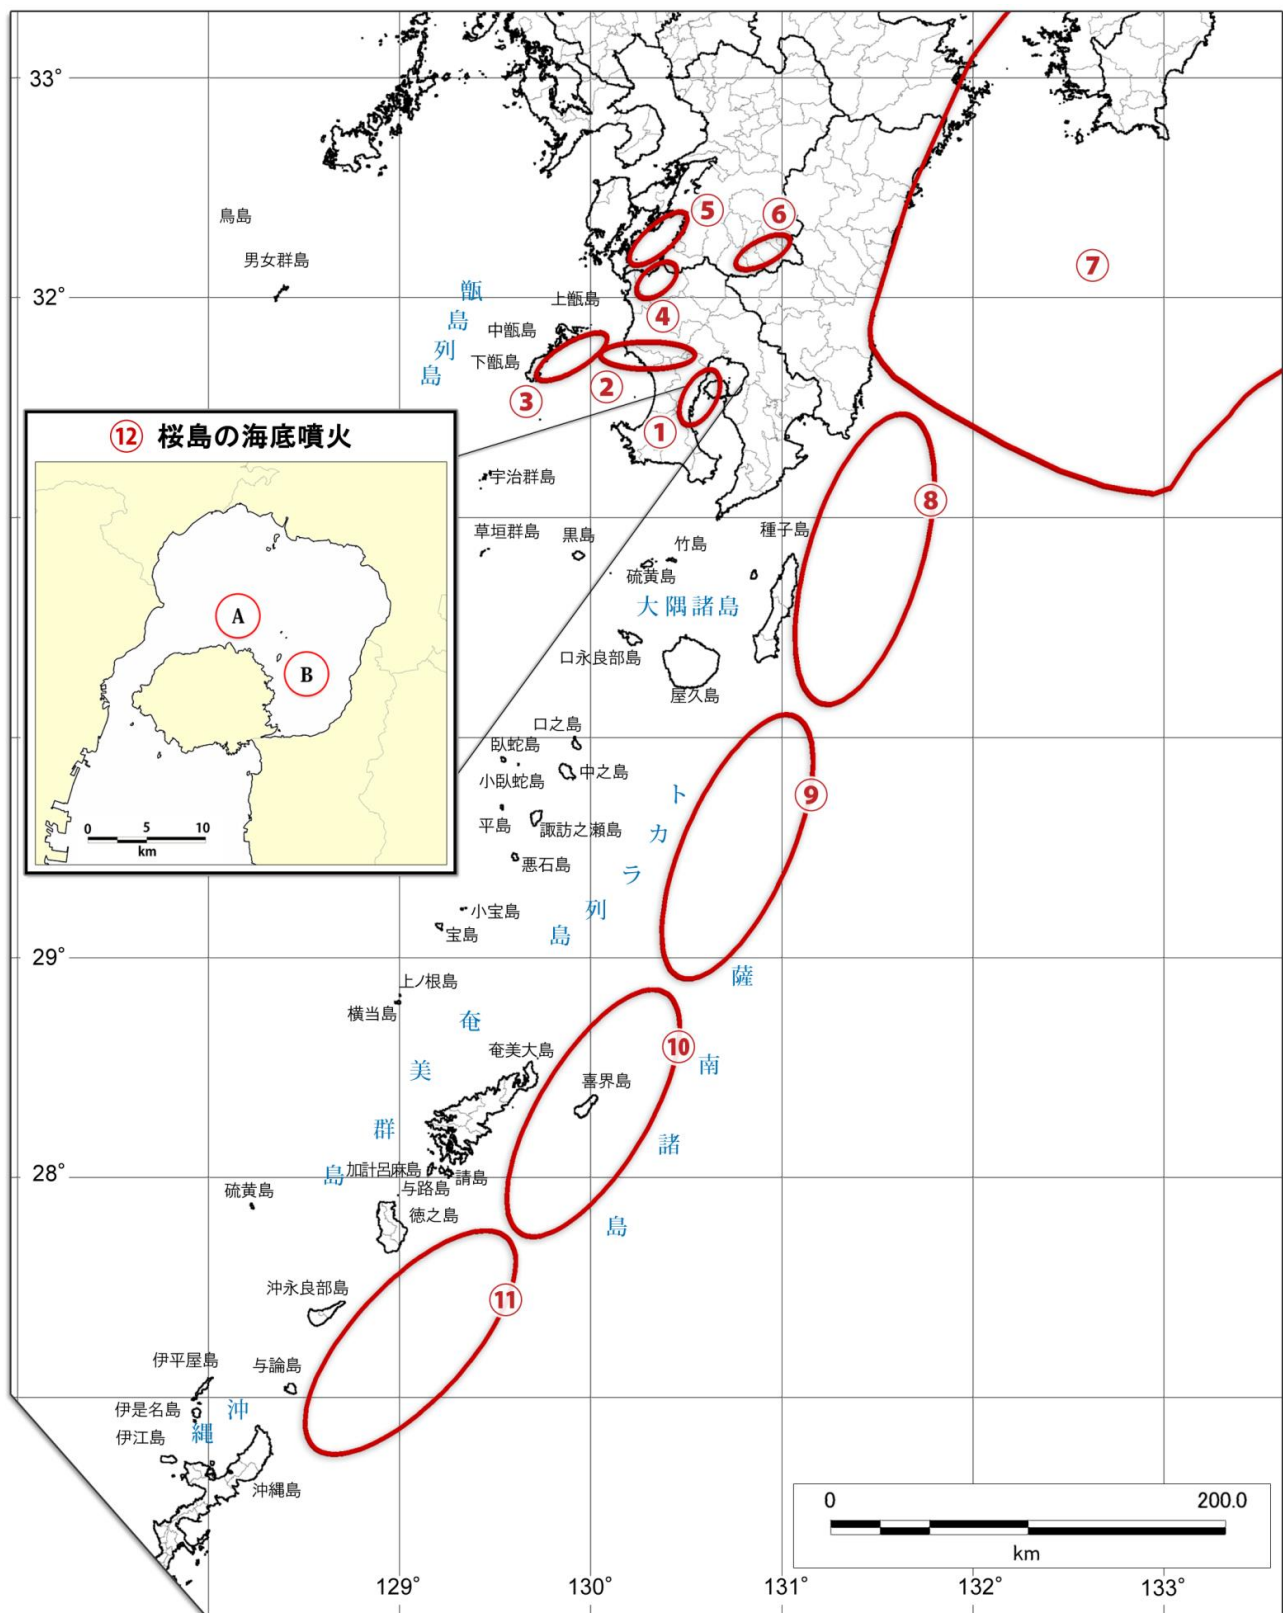 33°
⑤
⑥
鳥島
男女群島
⑦
甑島列島
上甑島
32°
④
中甑島
下甑島
③
②
①
⑫ 桜島の海底噴火
A
B
0 5 10
km
宇治群島
⑧
草垣群島
黒島
竹島
種子島
硫黄島
大隅諸島
口永良部島
屋久島
口之島
臥蛇島
中之島
小臥蛇島
⑨
トカラ列島
平島
諏訪之瀬島
悪石島
小宝島
宝島
29°
上ノ根島
薩南諸島
横当島
奄美群島
奄美大島
⑩
喜界島
加計呂麻島
請島
28°
与路島
硫黄島
徳之島
沖永良部島
⑪
伊平屋島
与論島
伊是名島
沖縄
伊江島
沖縄島
0 200.0
km
129° 130° 131° 132° 133°